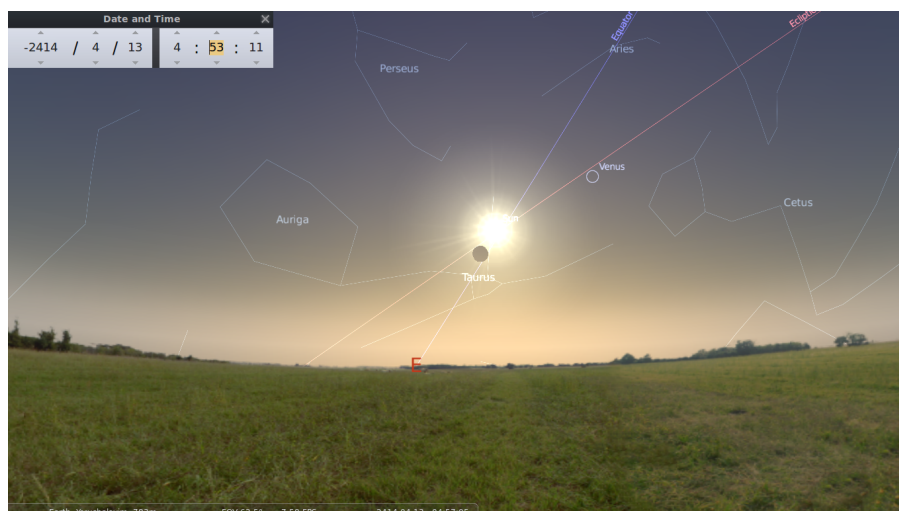 Date and Time
-2414 / 4 / 13 4 : 53 : 11
Equator
Ecliptic
Aries
Perseus
Venus
Cetus
Auriga
Taurus
E